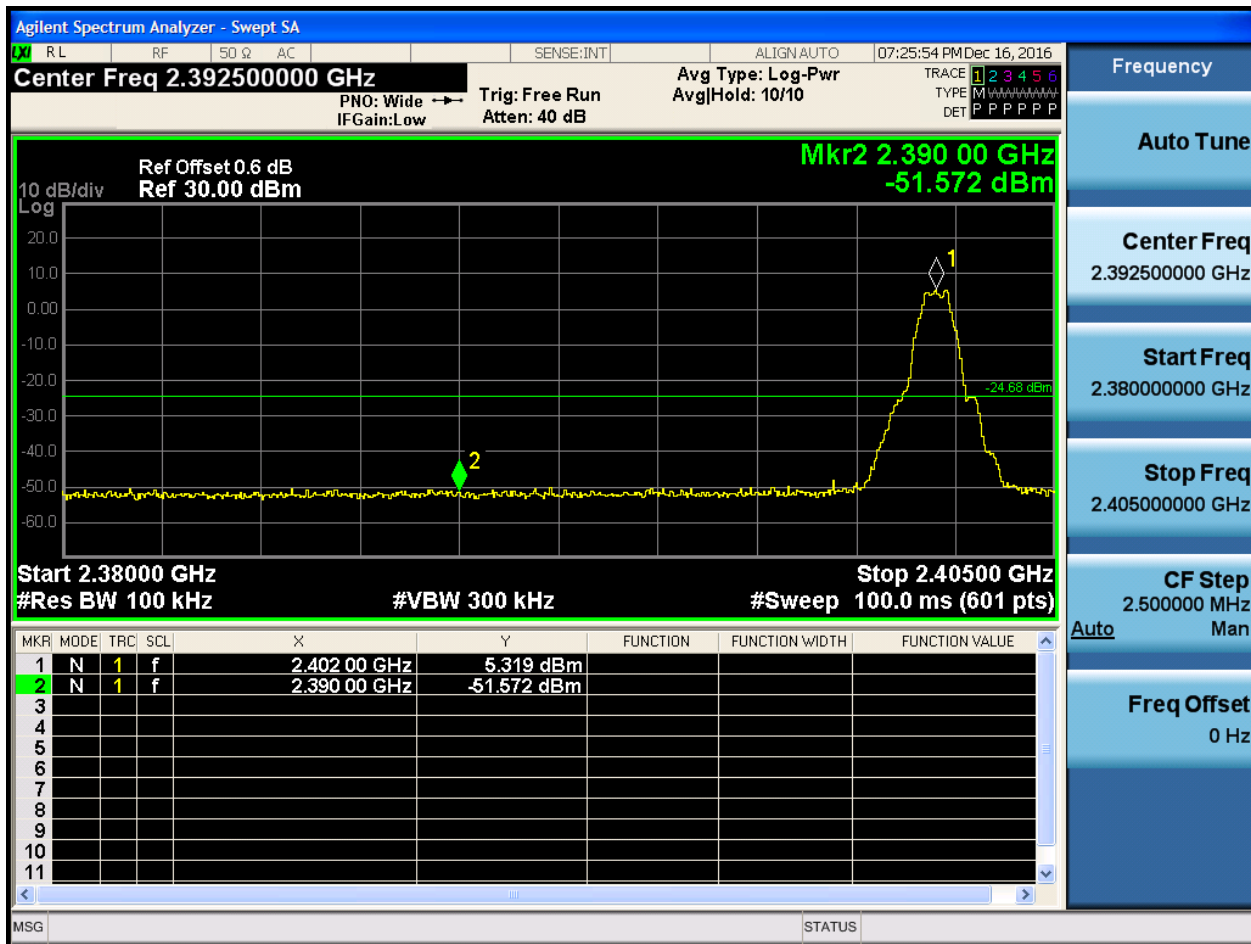 Agilent Spectrum Analyzer - Swept SA
LXI RL RF 50 Ω AC SENSE:INT ALIGN AUTO 07:25:54 PM Dec 16, 2016
Center Freq 2.392500000 GHz
PNO: Wide
IFGain:Low
Trig: Free Run
Atten: 40 dB
Avg Type: Log-Pwr
Avg|Hold: 10/10
TRACE 1 2 3 4 5 6
TYPE M
DET P P P P P P
Mkr2 2.390 00 GHz
-51.572 dBm
Ref Offset 0.6 dB
10 dB/div Ref 30.00 dBm
Log
20.0
10.0
0.00
-10.0
-20.0
-30.0
-40.0
-50.0
-60.0
1
-24.68 dBm
2
Start 2.38000 GHz Stop 2.40500 GHz
#Res BW 100 kHz #VBW 300 kHz #Sweep 100.0 ms (601 pts)
MKR MODE TRC SCL X Y FUNCTION FUNCTION WIDTH FUNCTION VALUE
1 N 1 f 2.402 00 GHz 5.319 dBm
2 N 1 f 2.390 00 GHz -51.572 dBm
3
4
5
6
7
8
9
10
11
MSG STATUS
Frequency
Auto Tune
Center Freq
2.392500000 GHz
Start Freq
2.380000000 GHz
Stop Freq
2.405000000 GHz
CF Step
2.500000 MHz
Auto Man
Freq Offset
0 Hz